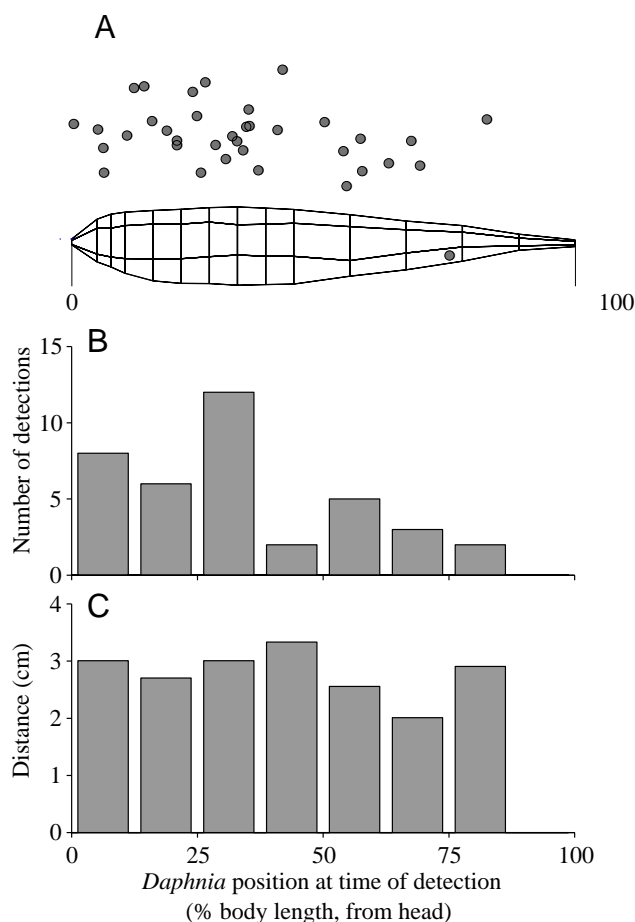 A
0 100
B
15
10
5
0
Number of detections
C
4
3
2
1
0
Distance (cm)
0 25 50 75 100
Daphnia position at time of detection
(% body length, from head)